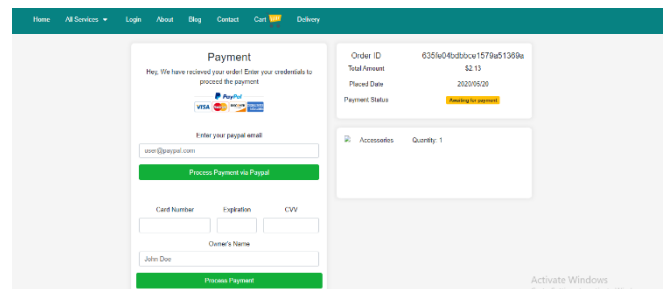 Home All Services Login About Blog Contact Cart Delivery
Payment
Hey, We have recieved your order! Enter your credentials to
proceed the payment
PayPal
VISA
Enter your paypal email
user@paypal.com
Process Payment via Paypal
Card Number Expiration CVV
Owner's Name
John Doe
Process Payment
Order ID 635fe04bdbbce1579a51369a
Total Amount $2.13
Placed Date 2020/05/20
Payment Status Awaiting for payment
Accessories Quantity: 1
Activate Windows